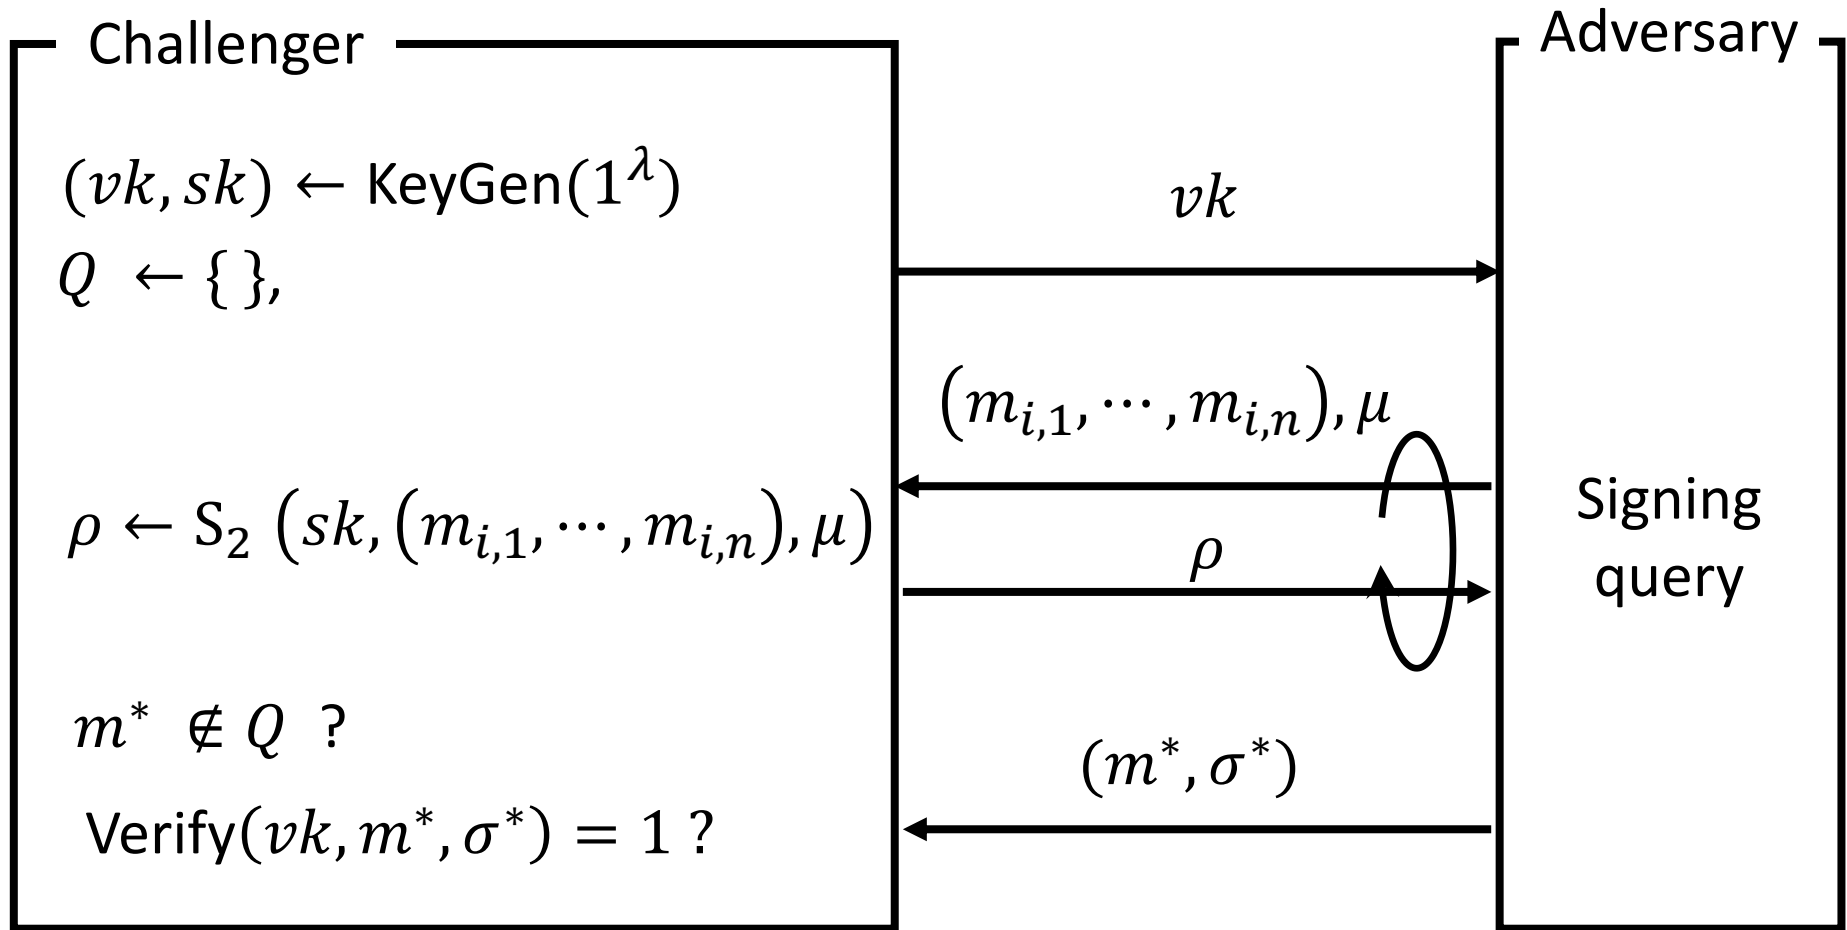 Challenger
(vk, sk) ← KeyGen(1^λ)
Q ← { },
ρ ← S₂ (sk, (m_{i,1}, ⋯, m_{i,n}), μ)
m* ∉ Q ?
Verify(vk, m*, σ*) = 1 ?
vk
(m_{i,1}, ⋯, m_{i,n}), μ
ρ
(m*, σ*)
Adversary
Signing
query